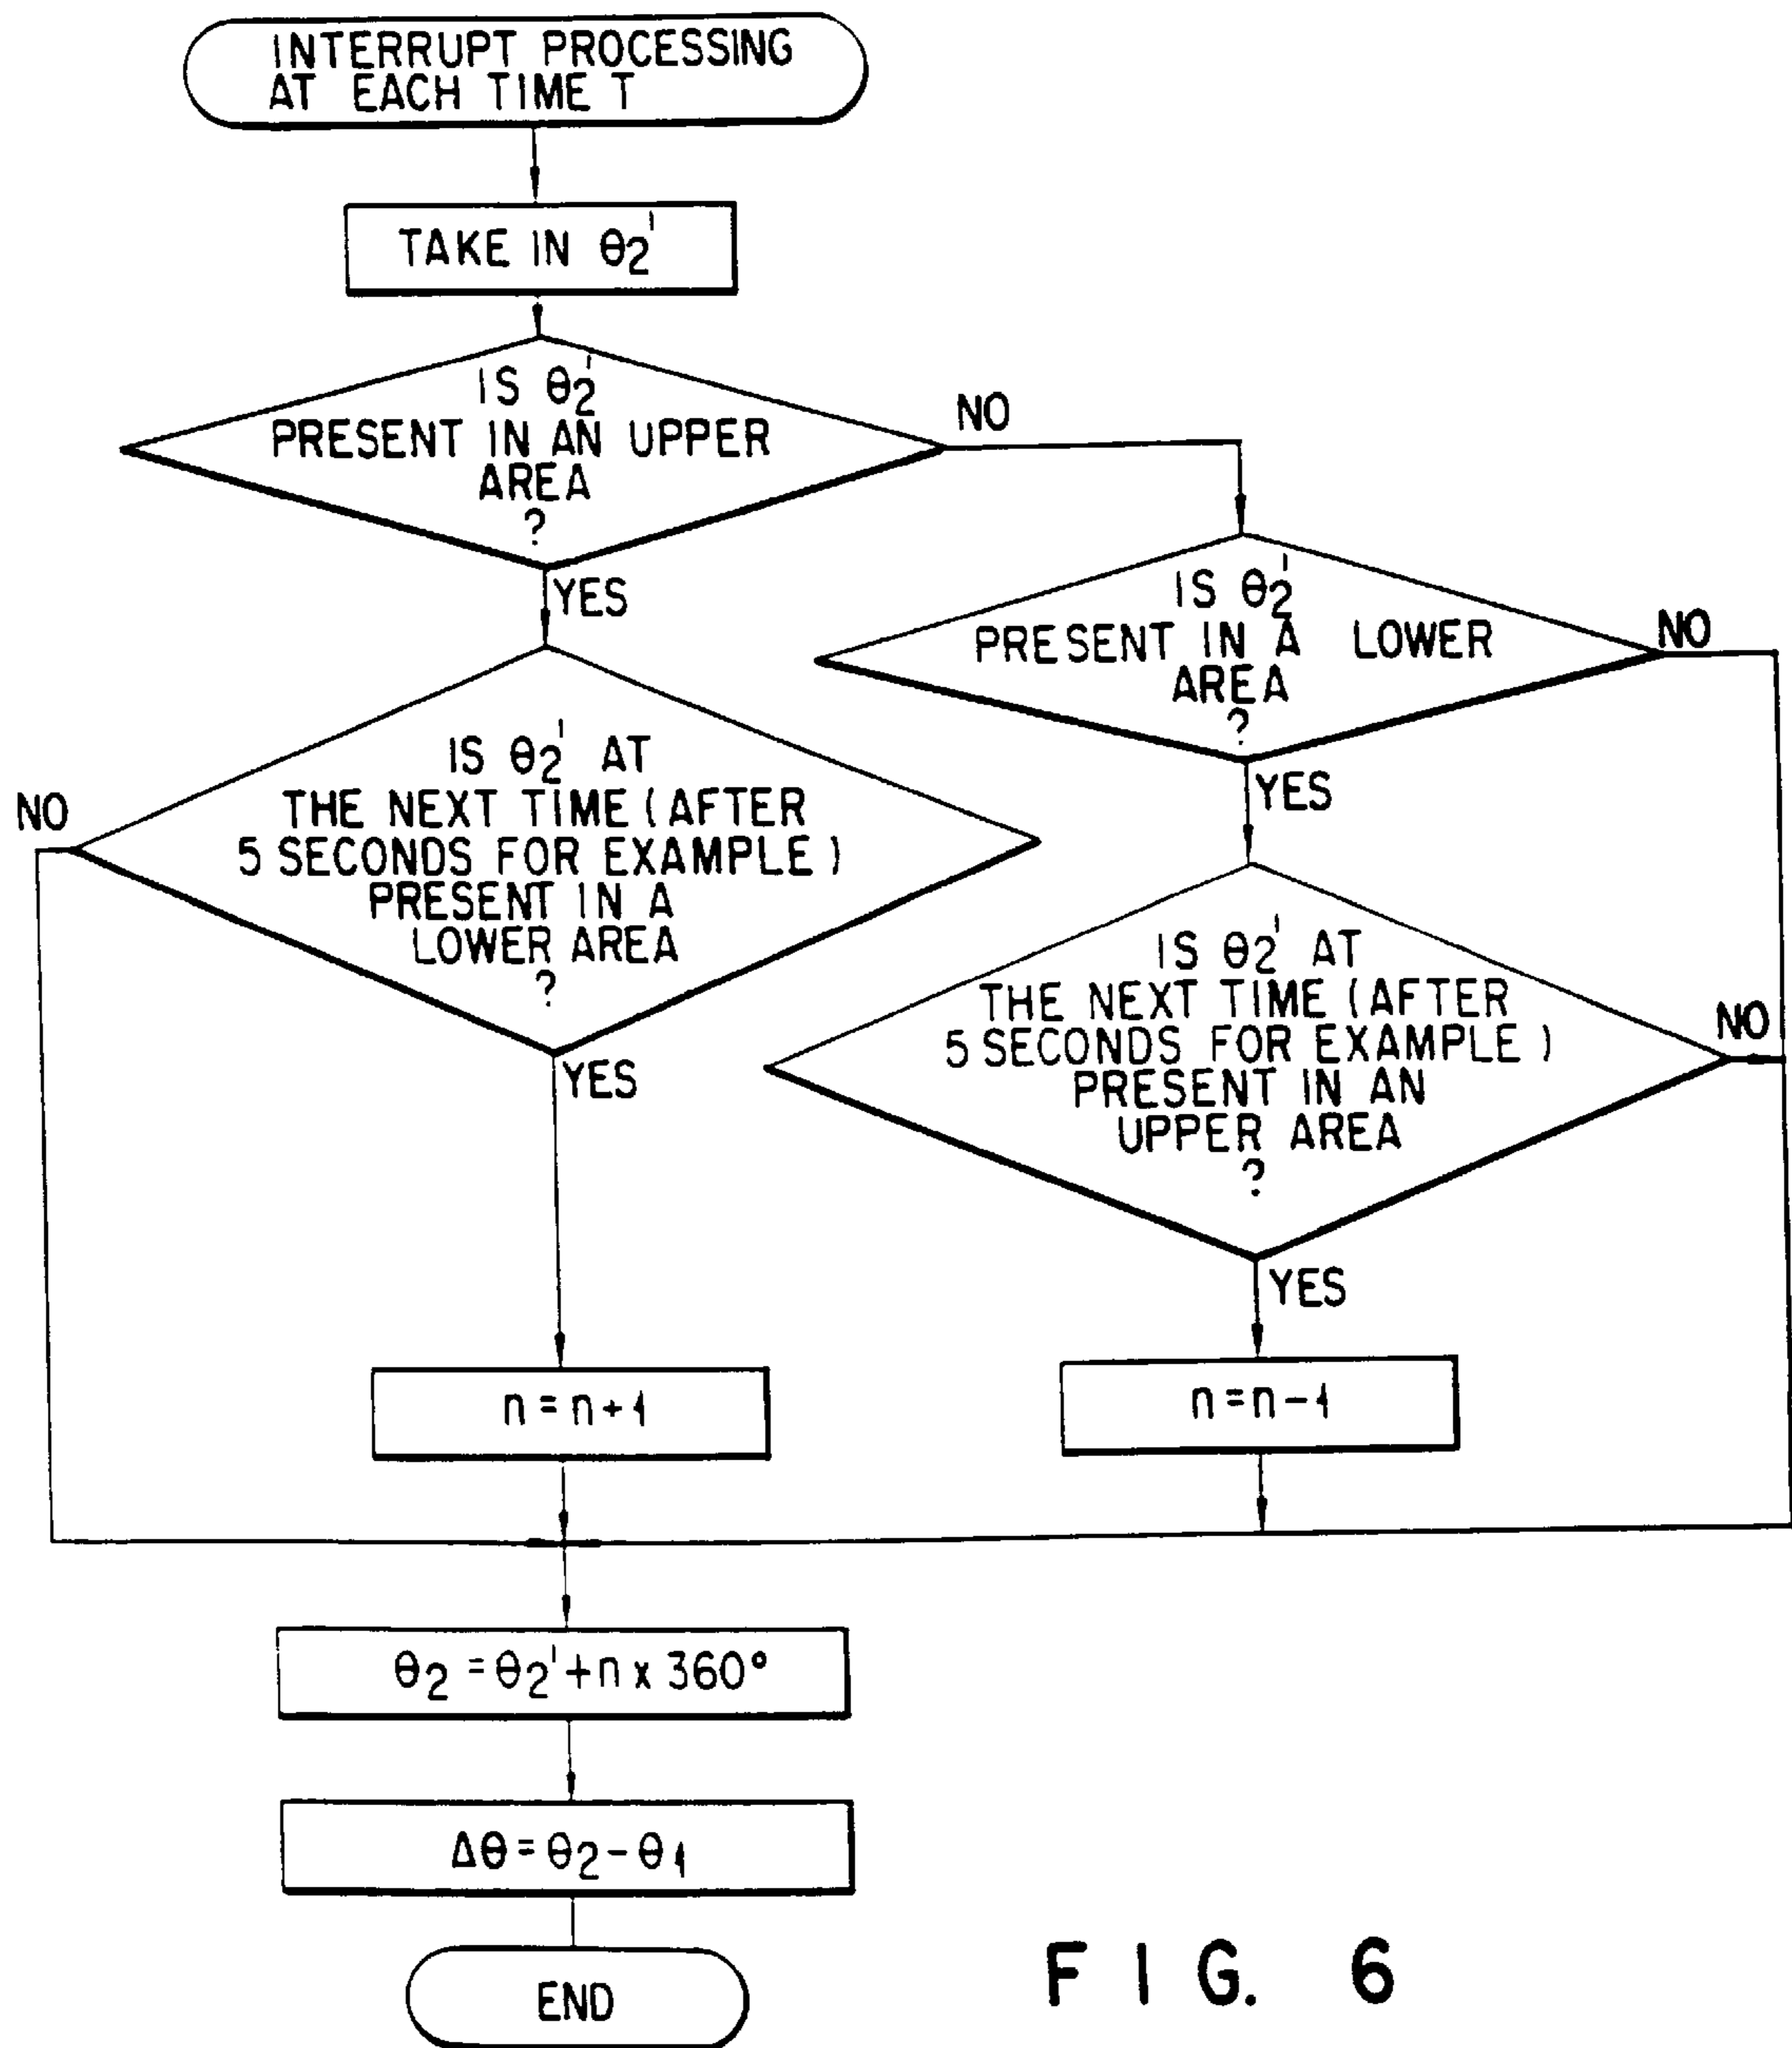 INTERRUPT PROCESSING
AT EACH TIME T
TAKE IN θ2'
IS θ2'
PRESENT IN AN UPPER
AREA
?
NO
YES
IS θ2'
PRESENT IN A LOWER
AREA
?
NO
YES
IS θ2' AT
THE NEXT TIME (AFTER
5 SECONDS FOR EXAMPLE)
PRESENT IN A
LOWER AREA
?
NO
YES
IS θ2' AT
THE NEXT TIME (AFTER
5 SECONDS FOR EXAMPLE)
PRESENT IN AN
UPPER AREA
?
NO
YES
n=n+1
n=n-1
θ2=θ2'+n x 360°
Δθ=θ2-θ1
END
FIG. 6